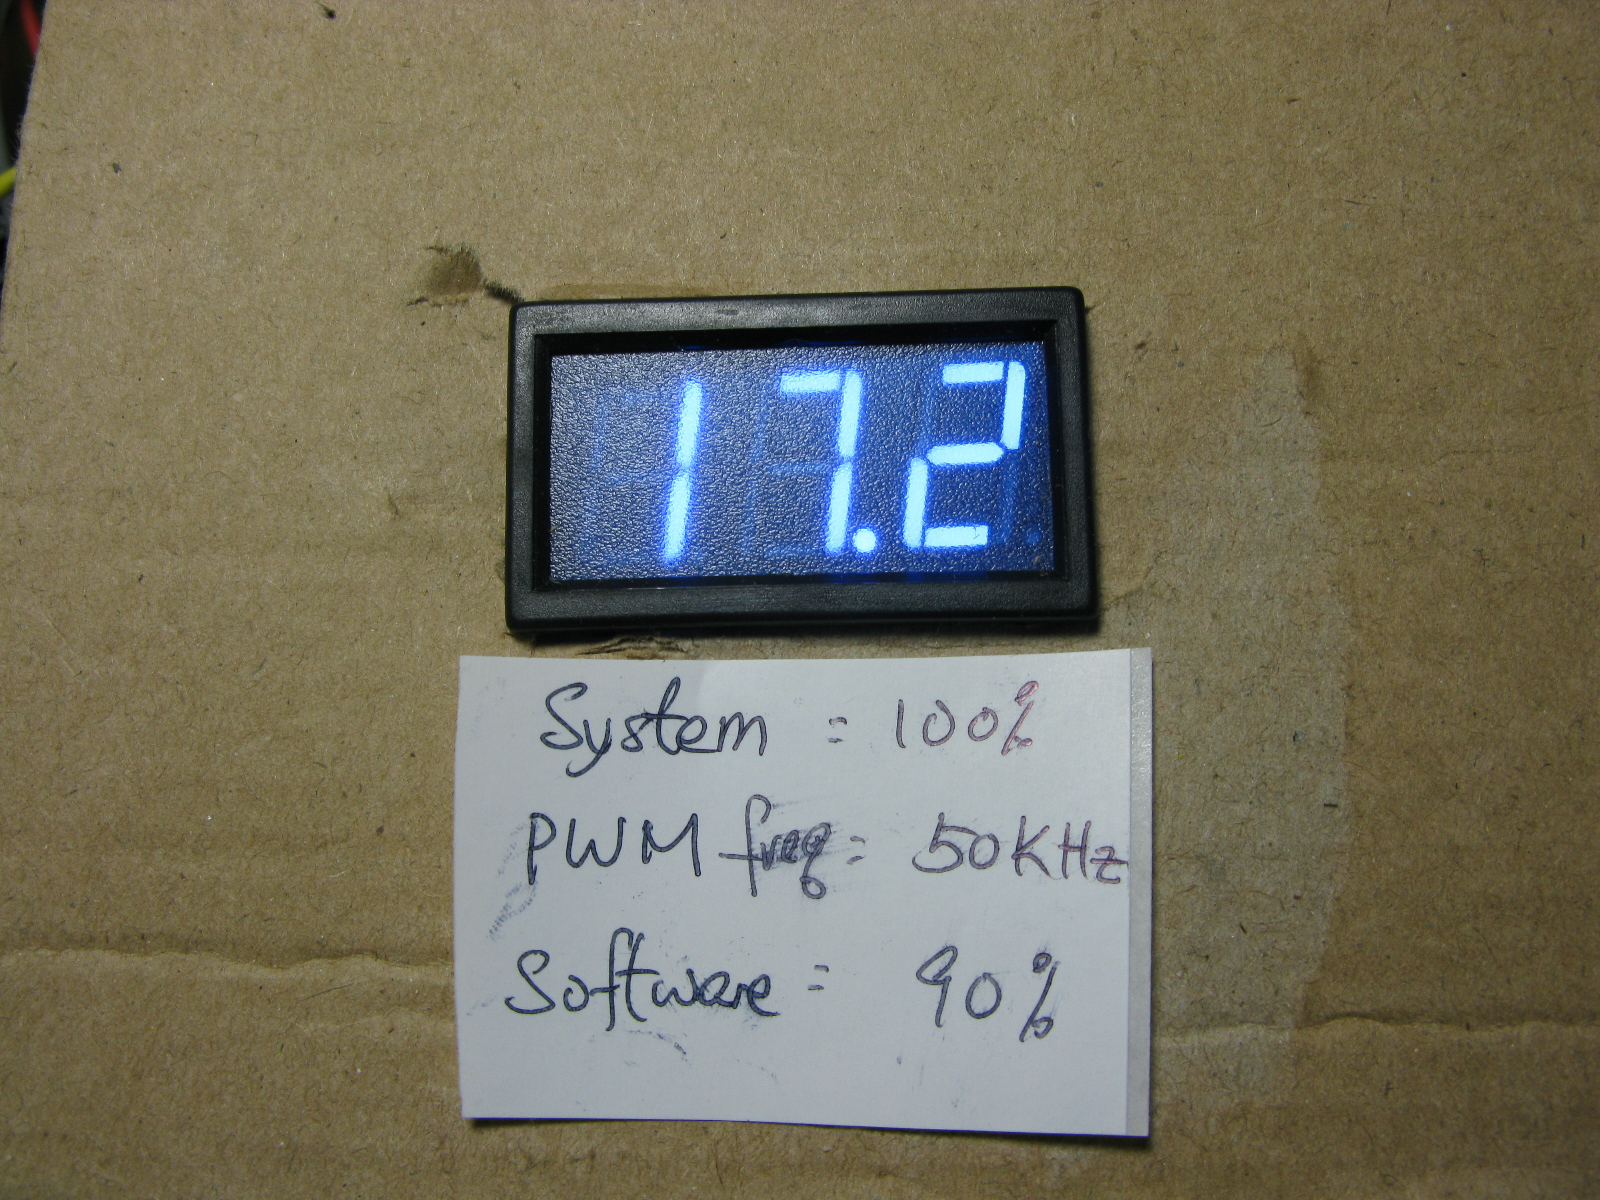 17.2
System = 100%
PWM freq = 50KHz
Software = 90%